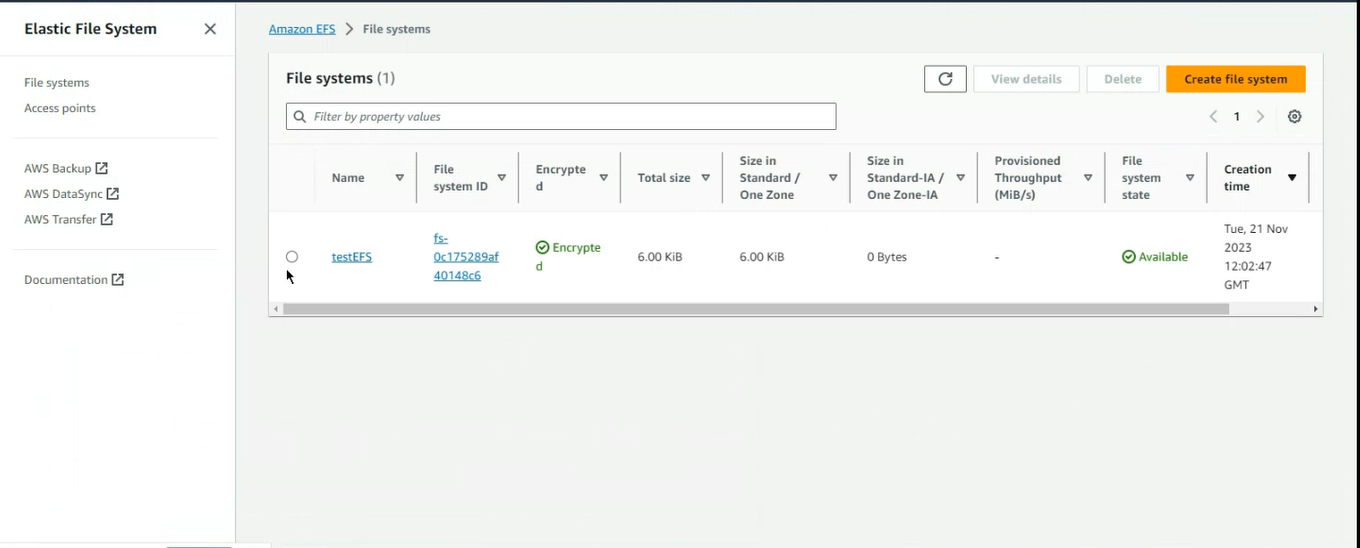 Elastic File System
File systems
Access points
AWS Backup
AWS DataSync
AWS Transfer
Documentation
Amazon EFS > File systems
File systems (1)
View details
Delete
Create file system
Filter by property values
1
Name
File
system ID
Encrypte
d
Total size
Size in
Standard /
One Zone
Size in
Standard-IA /
One Zone-IA
Provisioned
Throughput
(MiB/s)
File
system
state
Creation
time
testEFS
fs-
0c175289af
40148c6
Encrypte
d
6.00 KiB
6.00 KiB
0 Bytes
-
Available
Tue, 21 Nov
2023
12:02:47
GMT